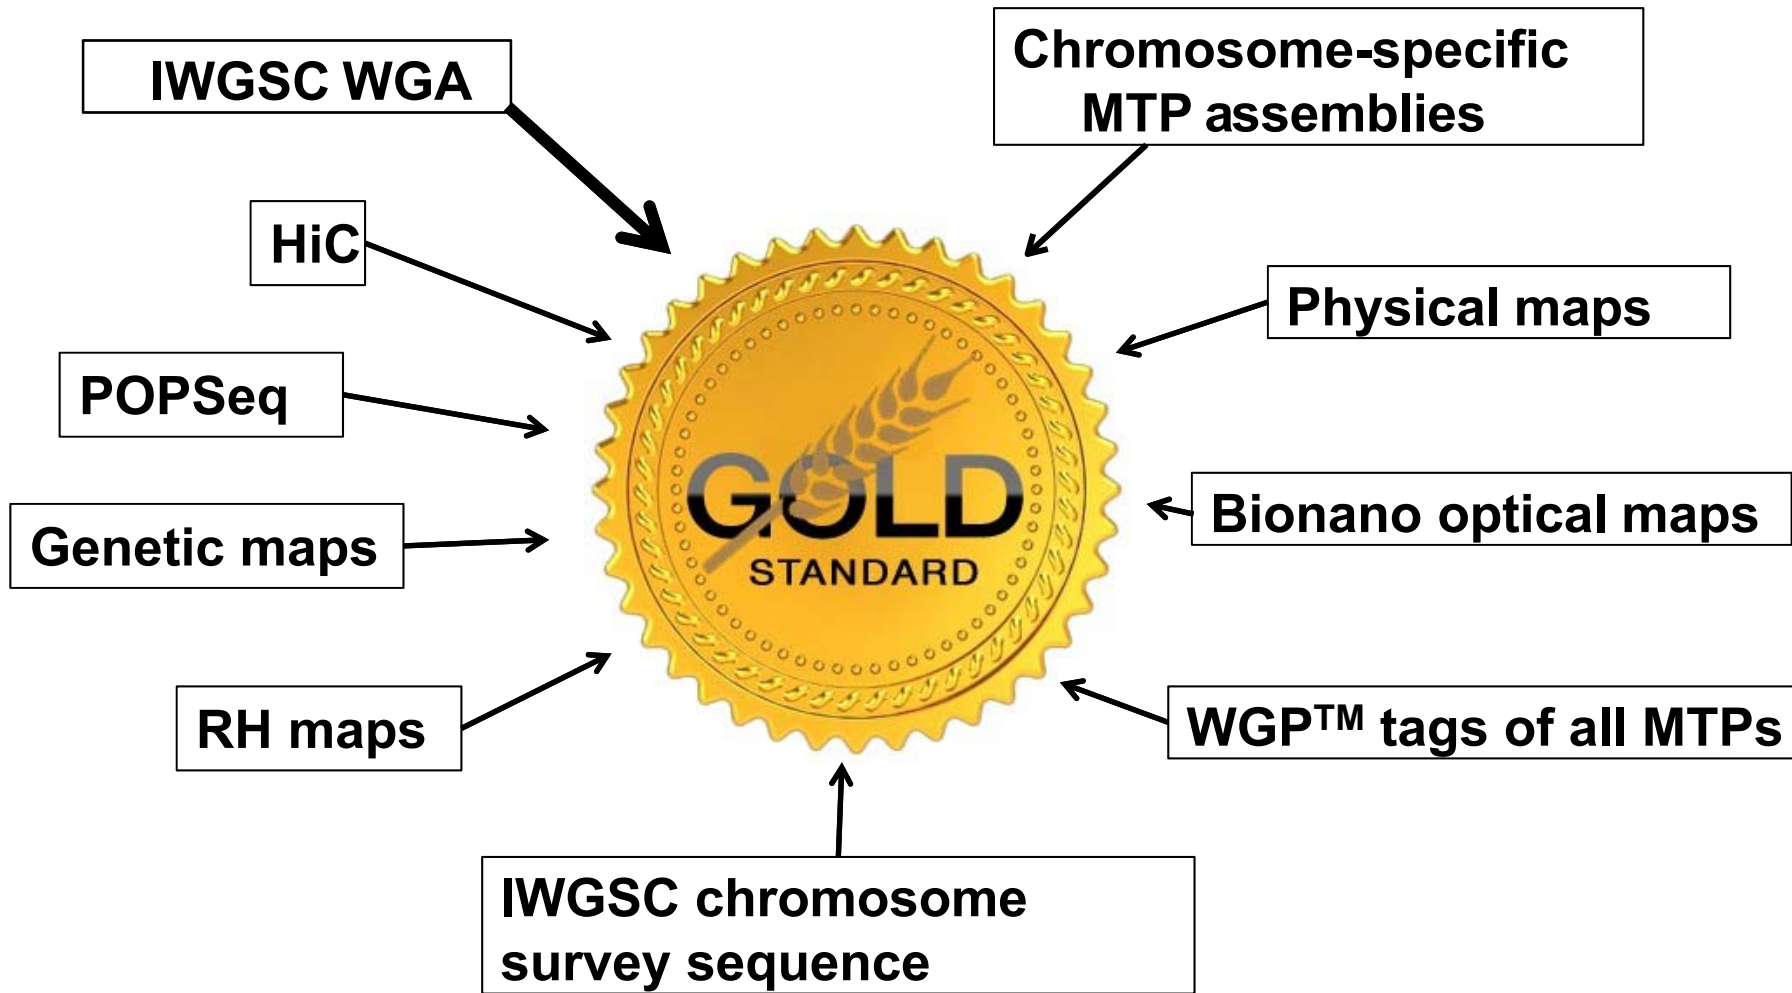 IWGSC WGA
Chromosome-specific
MTP assemblies
HiC
Physical maps
POPSeq
GOLD
STANDARD
Genetic maps
Bionano optical maps
RH maps
WGP™ tags of all MTPs
IWGSC chromosome
survey sequence